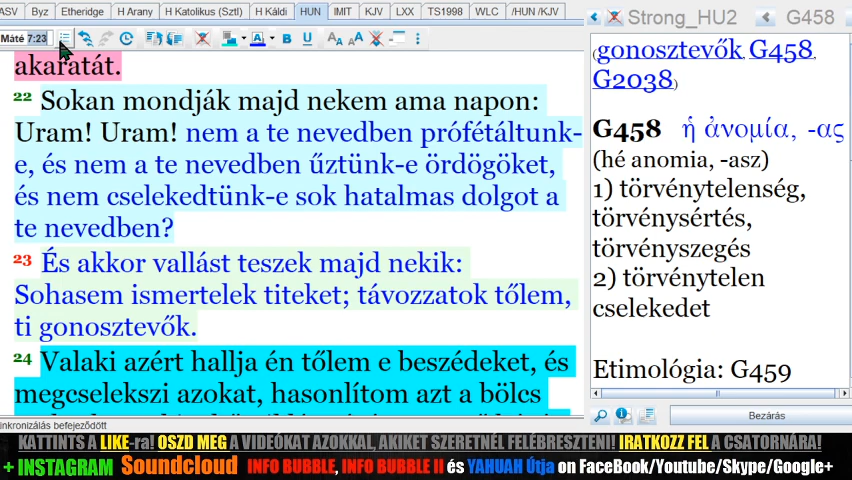 ASV Byz Etheridge H Arany H Katolikus (Sztl) H Káldi HUN IMIT KJV LXX TS1998 WLC /HUN /KJV
Máté 7:23
B U
akaratát.
22 Sokan mondják majd nekem ama napon:
Uram! Uram! nem a te nevedben prófétáltunk-
e, és nem a te nevedben űztünk-e ördögöket,
és nem cselekedtünk-e sok hatalmas dolgot a
te nevedben?
23 És akkor vallást teszek majd nekik:
Sohasem ismertelek titeket; távozzatok tőlem,
ti gonosztevők.
24 Valaki azért hallja én tőlem e beszédeket, és
megcselekszi azokat, hasonlítom azt a bölcs
nkronizálás befejeződött
Strong_HU2 G458
(gonosztevők, G458,
G2038)
G458 ἡ ἀνομία, -ας
(hé anomia, -asz)
1) törvénytelenség,
törvénysértés,
törvényszegés
2) törvénytelen
cselekedet
Etimológia: G459
Bezárás
KATTINTS A LIKE-ra! OSZD MEG A VIDEÓKAT AZOKKAL, AKIKET SZERETNÉL FELÉBRESZTENI! IRATKOZZ FEL A CSATORNÁRA!
+ INSTAGRAM Soundcloud INFO BUBBLE, INFO BUBBLE II és YAHUAH Útja on FaceBook/Youtube/Skype/Google+